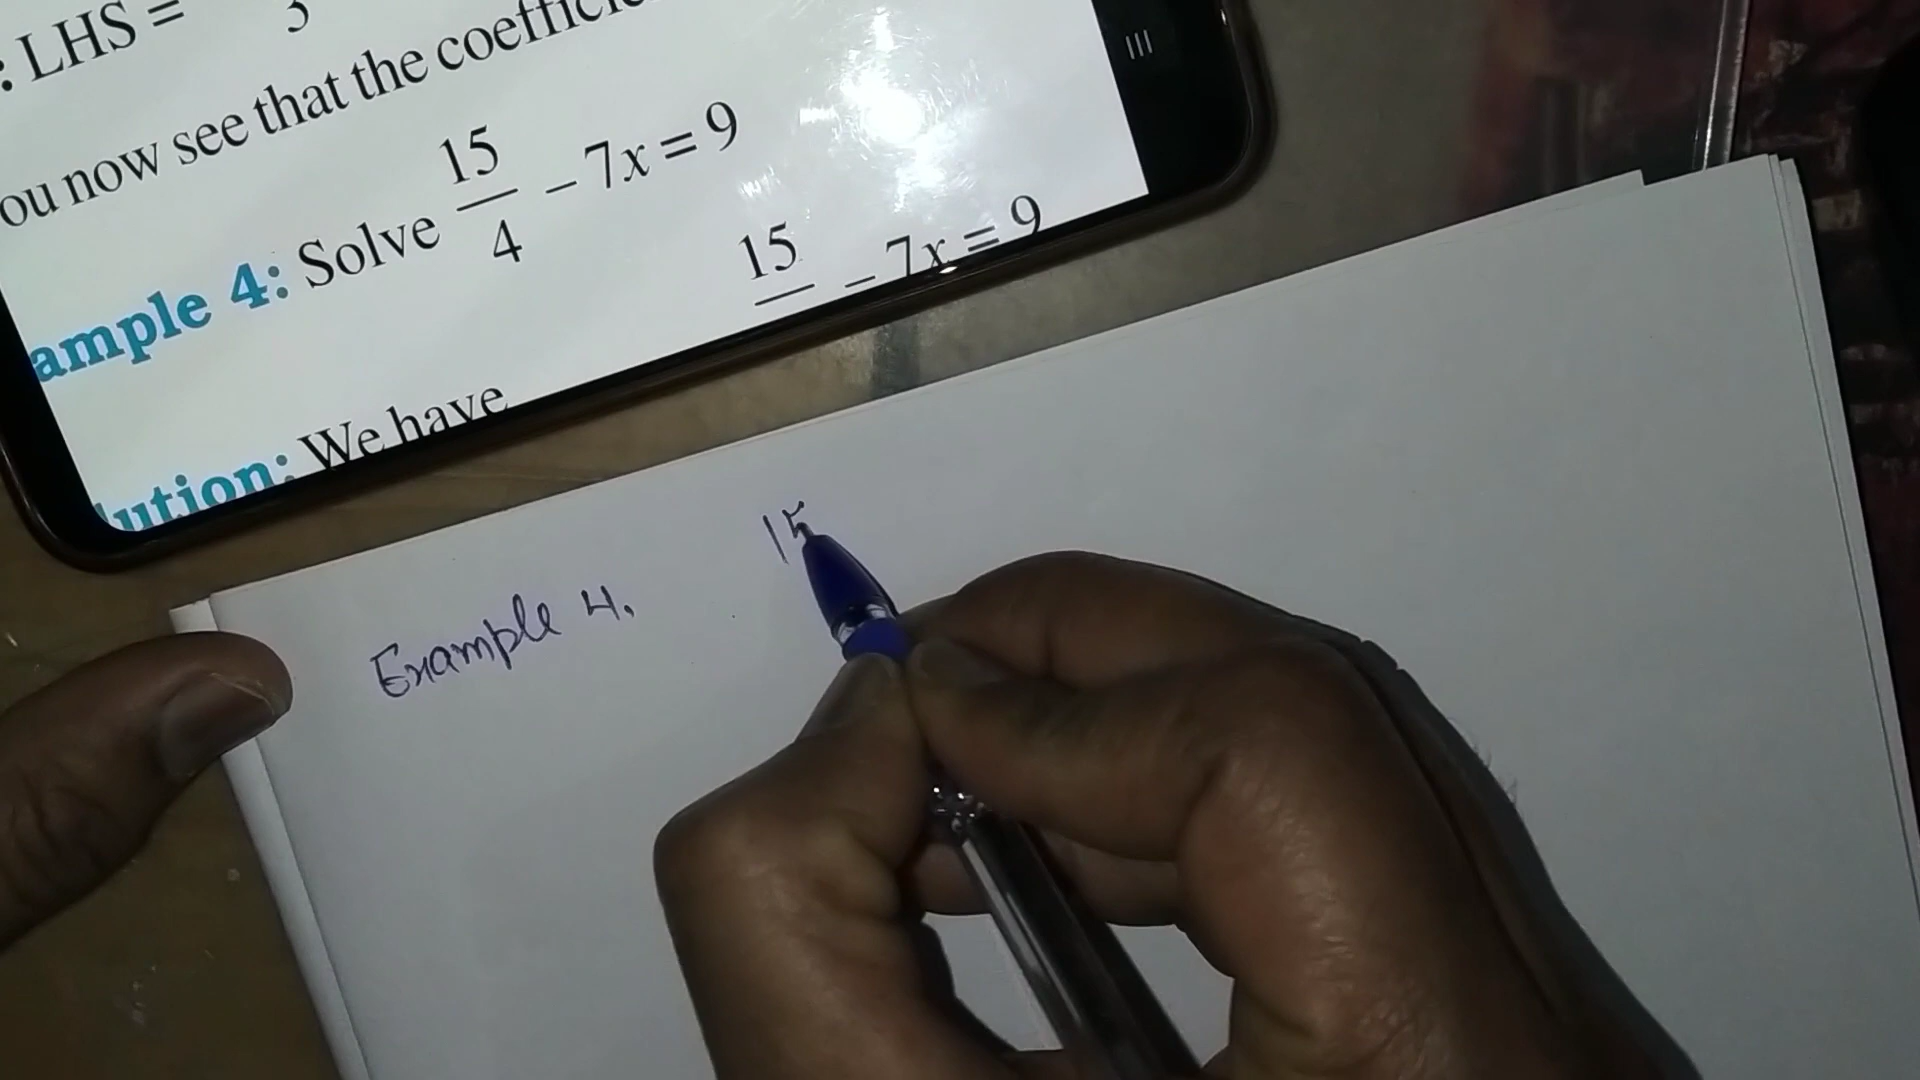 : LHS =
3
ou now see that the
ample 4: Solve 15/4 – 7x = 9
15 – 7x = 9
lution: We have
Example 4.
15